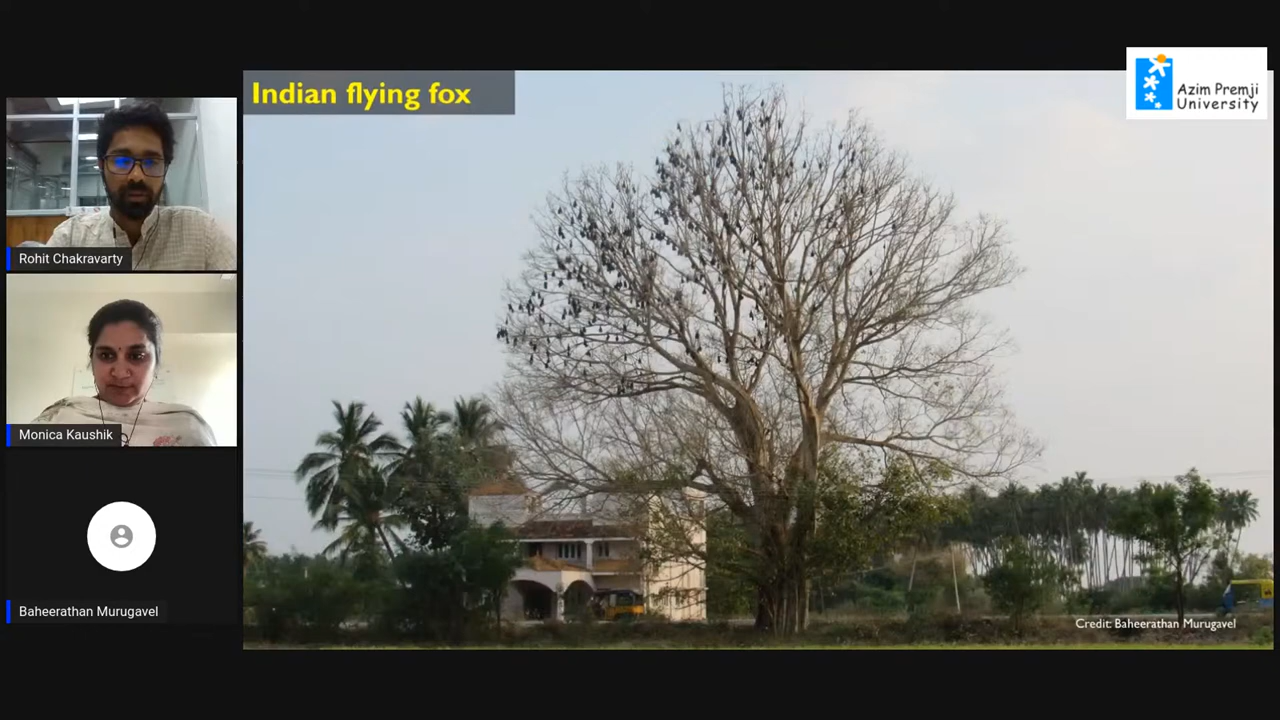 Indian flying fox
Azim Premji
University
Rohit Chakravarty
Monica Kaushik
Baheerathan Murugavel
Credit: Baheerathan Murugavel